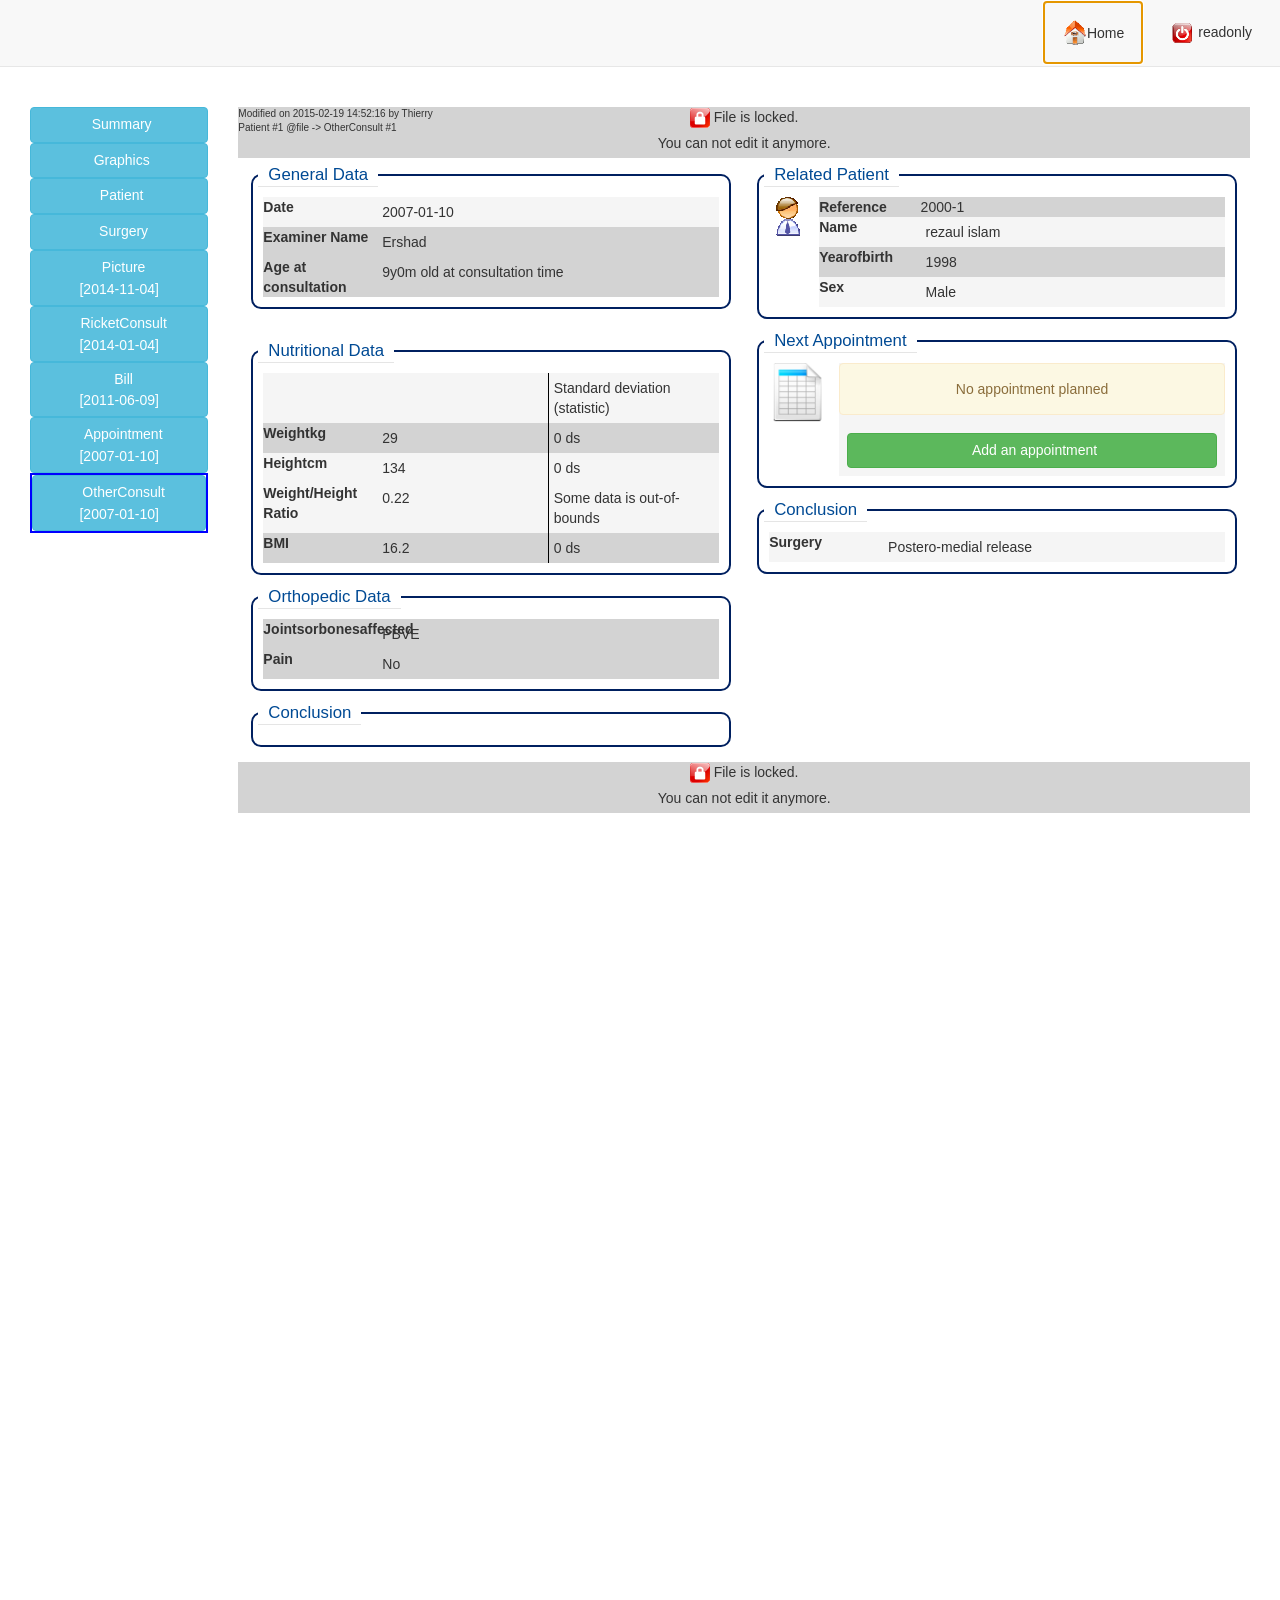 Home
readonly
Summary
Graphics
Patient
Surgery
Picture
[2014-11-04]
RicketConsult
[2014-01-04]
Bill
[2011-06-09]
Appointment
[2007-01-10]
OtherConsult
[2007-01-10]
Modified on 2015-02-19 14:52:16 by Thierry
Patient #1 @file -> OtherConsult #1
File is locked.
You can not edit it anymore.
General Data
Date 2007-01-10
Examiner Name Ershad
Age at 9y0m old at consultation time
consultation
Nutritional Data
Standard deviation
(statistic)
Weightkg 29 0 ds
Heightcm 134 0 ds
Weight/Height 0.22 Some data is out-of-
Ratio bounds
BMI 16.2 0 ds
Orthopedic Data
Jointsorbonesaffected PBVE
Pain No
Conclusion
Related Patient
Reference 2000-1
Name rezaul islam
Yearofbirth 1998
Sex Male
Next Appointment
No appointment planned
Add an appointment
Conclusion
Surgery Postero-medial release
File is locked.
You can not edit it anymore.